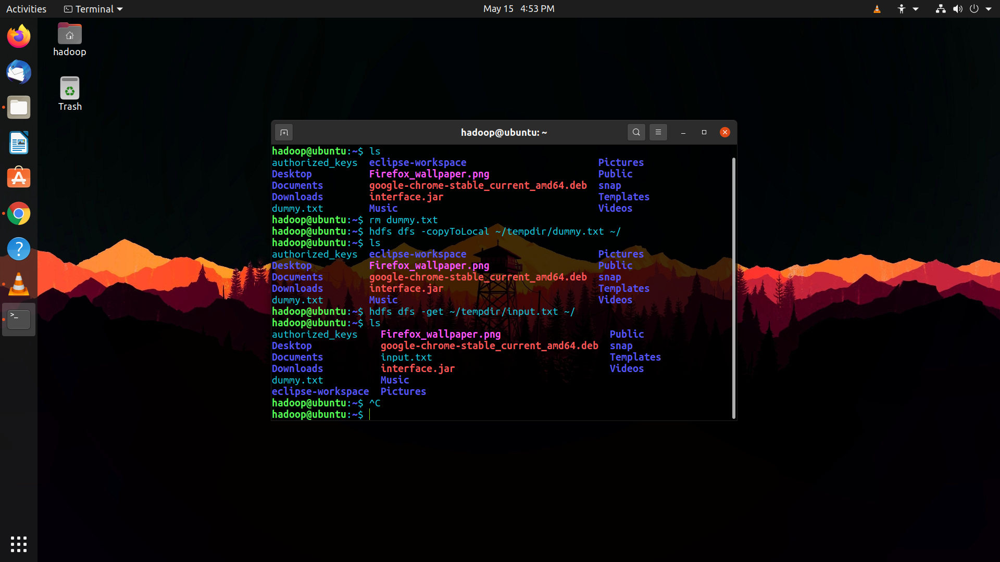 Activities Terminal May 15 4:53 PM
hadoop
Trash
hadoop@ubuntu: ~
hadoop@ubuntu:~$ ls
authorized_keys eclipse-workspace Pictures
Desktop Firefox_wallpaper.png Public
Documents google-chrome-stable_current_amd64.deb snap
Downloads interface.jar Templates
dummy.txt Music Videos
hadoop@ubuntu:~$ rm dummy.txt
hadoop@ubuntu:~$ hdfs dfs -copyToLocal ~/tempdir/dummy.txt ~/
hadoop@ubuntu:~$ ls
authorized_keys eclipse-workspace Pictures
Desktop Firefox_wallpaper.png Public
Documents google-chrome-stable_current_amd64.deb snap
Downloads interface.jar Templates
dummy.txt Music Videos
hadoop@ubuntu:~$ hdfs dfs -get ~/tempdir/input.txt ~/
hadoop@ubuntu:~$ ls
authorized_keys Firefox_wallpaper.png Public
Desktop google-chrome-stable_current_amd64.deb snap
Documents input.txt Templates
Downloads interface.jar Videos
dummy.txt Music
eclipse-workspace Pictures
hadoop@ubuntu:~$ ^C
hadoop@ubuntu:~$